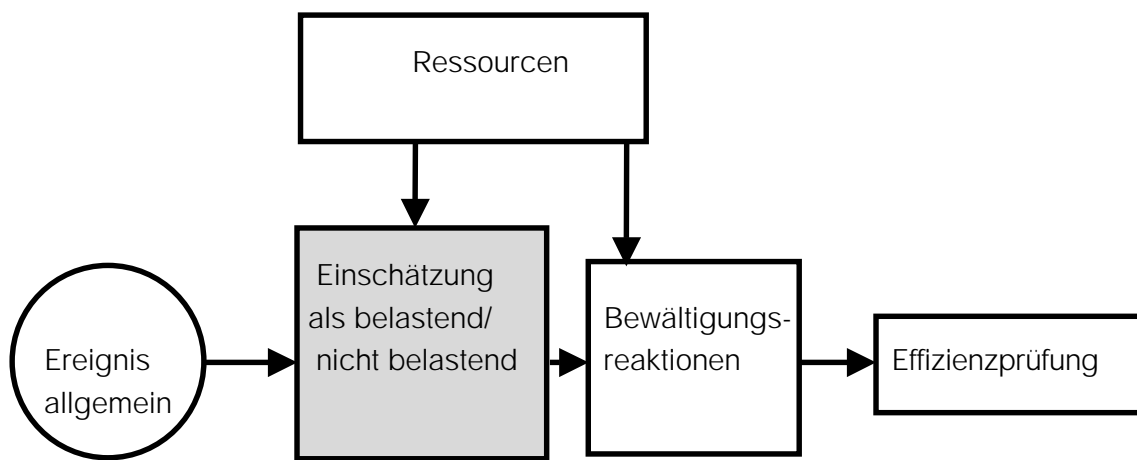 Ressourcen
Einschätzung
als belastend/
nicht belastend
Bewältigungs-
reaktionen
Ereignis
allgemein
Effizienzprüfung